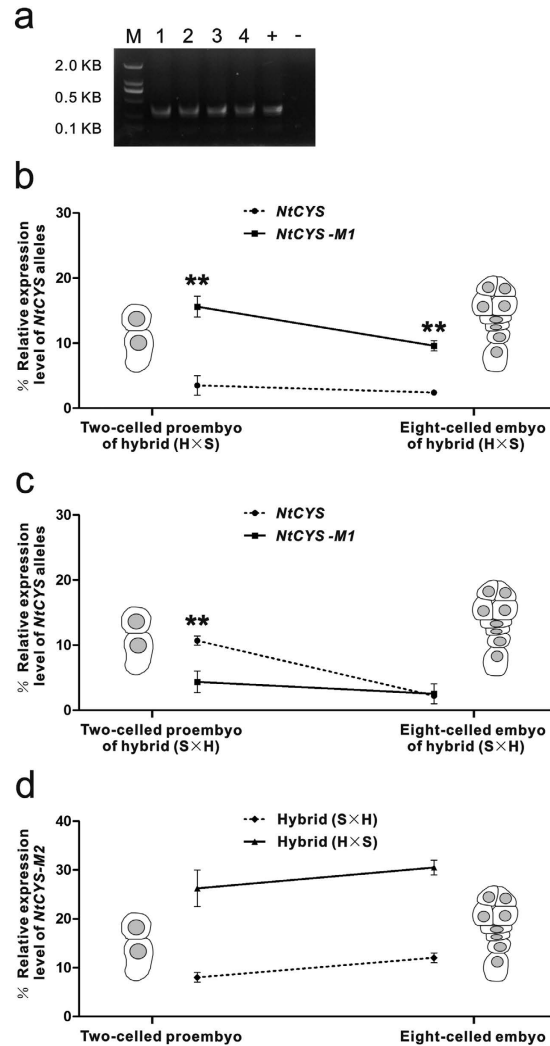 a
M 1 2 3 4 + -
2.0 KB
0.5 KB
0.1 KB
b
NtCYS
NtCYS -M1
% Relative expression
level of NtCYS alleles
30
20
10
0
**
**
Two-celled proembyo
of hybrid (H×S)
Eight-celled embyo
of hybrid (H×S)
c
NtCYS
NtCYS -M1
% Relative expression
level of NtCYS alleles
30
20
10
0
**
Two-celled proembyo
of hybrid (S×H)
Eight-celled embyo
of hybrid (S×H)
d
Hybrid (S×H)
Hybrid (H×S)
% Relative expression
level of NtCYS-M2
40
30
20
10
0
Two-celled proembyo
Eight-celled embyo